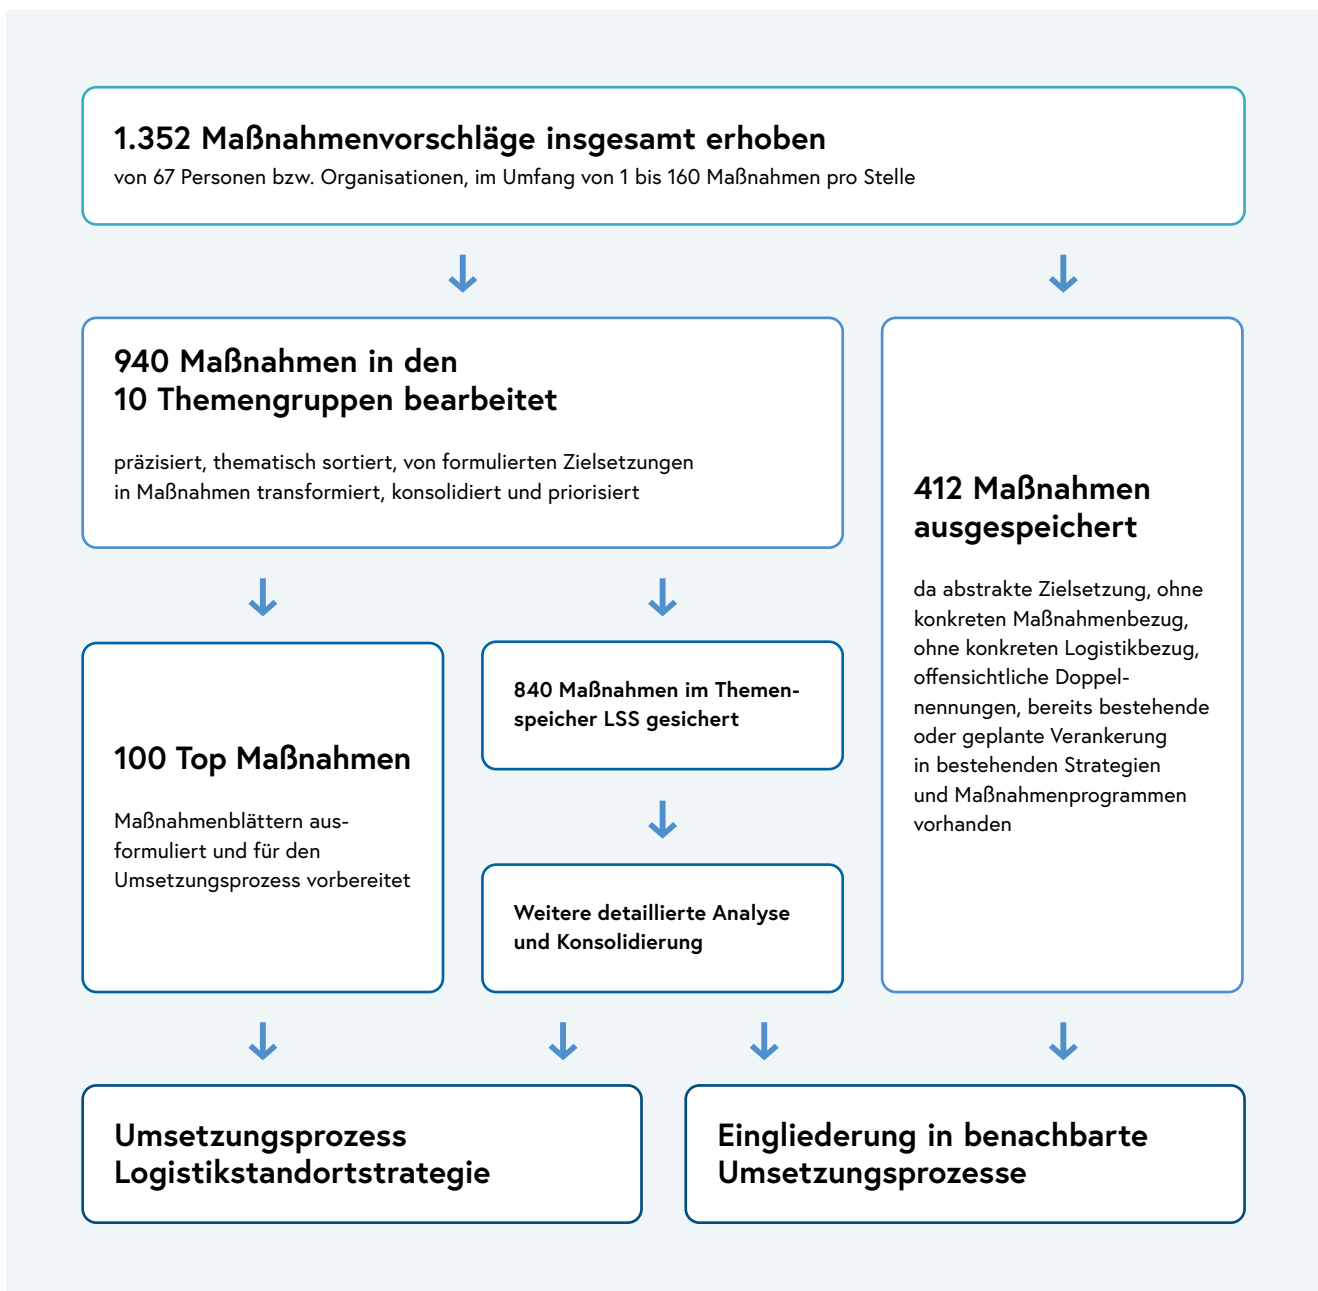 1.352 Maßnahmenvorschläge insgesamt erhoben
von 67 Personen bzw. Organisationen, im Umfang von 1 bis 160 Maßnahmen pro Stelle
940 Maßnahmen in den
10 Themengruppen bearbeitet
präzisiert, thematisch sortiert, von formulierten Zielsetzungen
in Maßnahmen transformiert, konsolidiert und priorisiert
412 Maßnahmen
ausgespeichert
da abstrakte Zielsetzung, ohne
konkreten Maßnahmenbezug,
ohne konkreten Logistikbezug,
offensichtliche Doppel-
nennungen, bereits bestehende
oder geplante Verankerung
in bestehenden Strategien
und Maßnahmenprogrammen
vorhanden
100 Top Maßnahmen
Maßnahmenblättern aus-
formuliert und für den
Umsetzungsprozess vorbereitet
840 Maßnahmen im Themen-
speicher LSS gesichert
Weitere detaillierte Analyse
und Konsolidierung
Umsetzungsprozess
Logistikstandortstrategie
Eingliederung in benachbarte
Umsetzungsprozesse